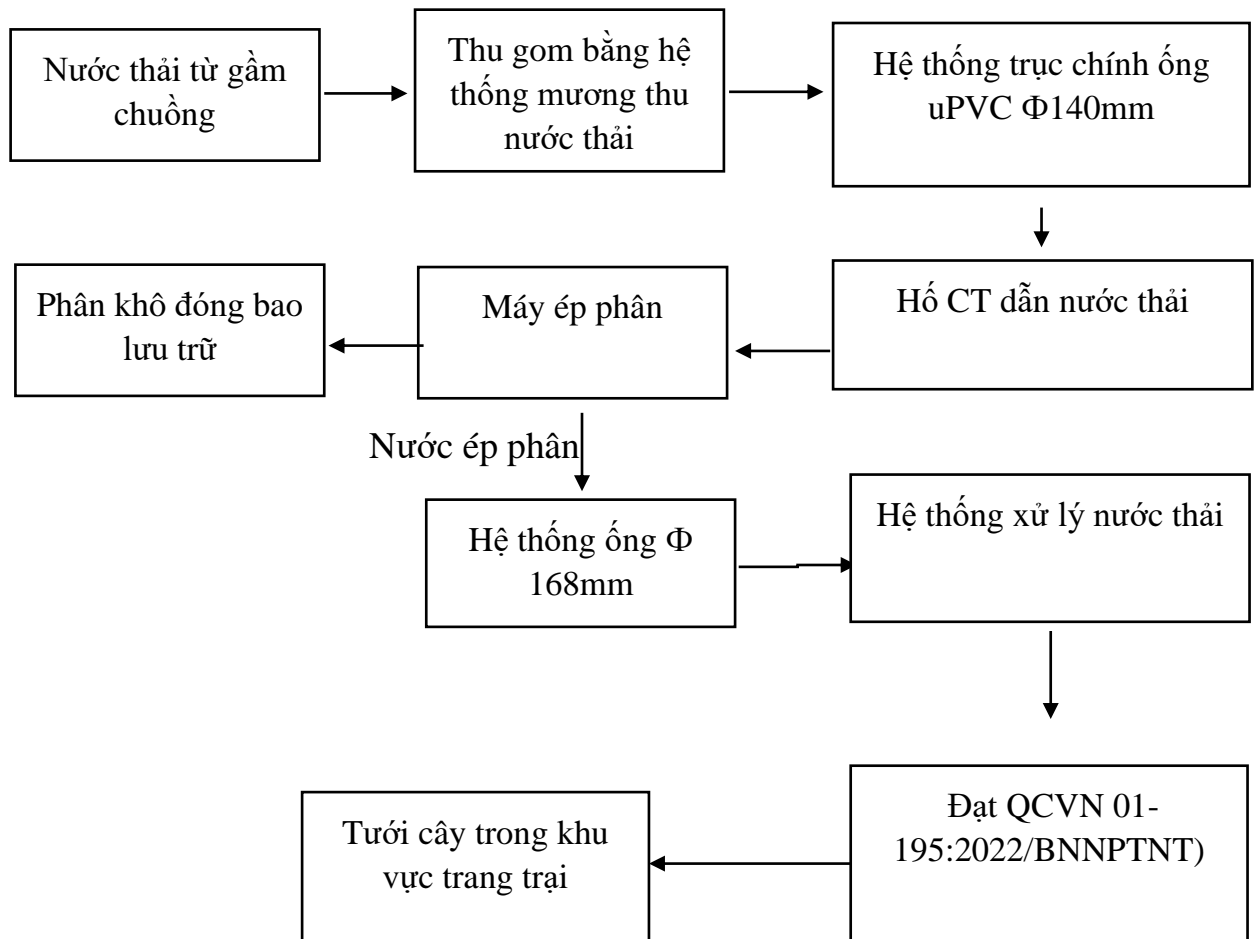 Nước thải từ gầm
chuồng
Thu gom bằng hệ
thống mương thu
nước thải
Hệ thống trục chính ống
uPVC Φ140mm
Phân khô đóng bao
lưu trữ
Máy ép phân
Hố CT dẫn nước thải
Nước ép phân
Hệ thống ống Φ
168mm
Hệ thống xử lý nước thải
Tưới cây trong khu
vực trang trại
Đạt QCVN 01-
195:2022/BNNPTNT)